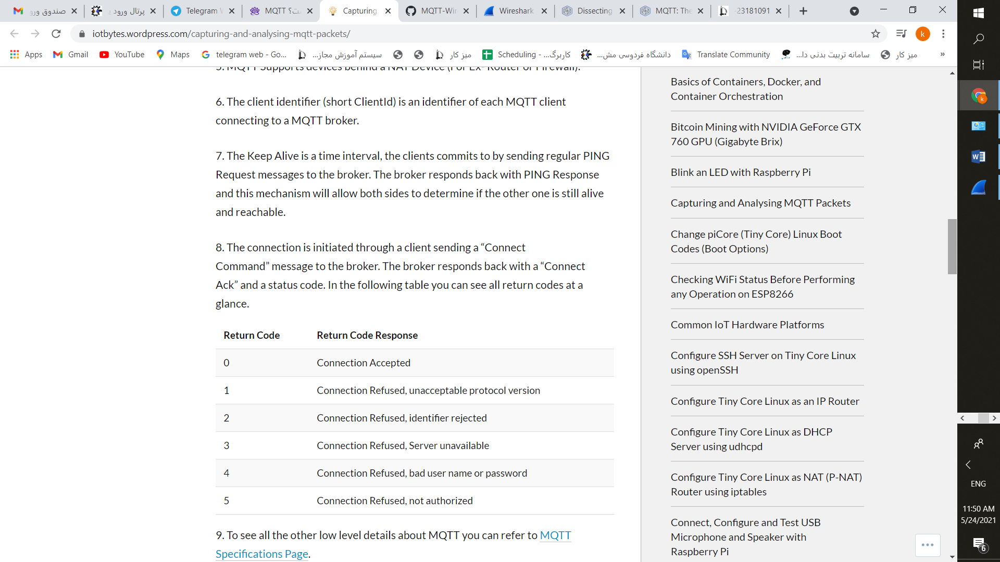 صندوق ورو
پرتال ورود
Telegram
MQTT ست؟
Capturing
MQTT-Wir
Wireshark
Dissecting
MQTT: The
23181091
iotbytes.wordpress.com/capturing-and-analysing-mqtt-packets/
k
Apps
Gmail
YouTube
Maps
telegram web - Go...
سیستم آموزش مجاز...
میز کار
Scheduling - کاربرگ...
دانشگاه فردوسی مش...
Translate Community
سامانه تربیت بدنی دا...
میز کار
»
5. MQTT Supports devices behind a NAT Device (For Ex- Router or Firewall).
6. The client identifier (short ClientId) is an identifier of each MQTT client
connecting to a MQTT broker.
7. The Keep Alive is a time interval, the clients commits to by sending regular PING
Request messages to the broker. The broker responds back with PING Response
and this mechanism will allow both sides to determine if the other one is still alive
and reachable.
8. The connection is initiated through a client sending a “Connect
Command” message to the broker. The broker responds back with a “Connect
Ack” and a status code. In the following table you can see all return codes at a
glance.
Return Code Return Code Response
0 Connection Accepted
1 Connection Refused, unacceptable protocol version
2 Connection Refused, identifier rejected
3 Connection Refused, Server unavailable
4 Connection Refused, bad user name or password
5 Connection Refused, not authorized
9. To see all the other low level details about MQTT you can refer to MQTT
Specifications Page.
Basics of Containers, Docker, and
Container Orchestration
Bitcoin Mining with NVIDIA GeForce GTX
760 GPU (Gigabyte Brix)
Blink an LED with Raspberry Pi
Capturing and Analysing MQTT Packets
Change piCore (Tiny Core) Linux Boot
Codes (Boot Options)
Checking WiFi Status Before Performing
any Operation on ESP8266
Common IoT Hardware Platforms
Configure SSH Server on Tiny Core Linux
using openSSH
Configure Tiny Core Linux as an IP Router
Configure Tiny Core Linux as DHCP
Server using udhcpd
Configure Tiny Core Linux as NAT (P-NAT)
Router using iptables
Connect, Configure and Test USB
Microphone and Speaker with
Raspberry Pi
ENG
11:50 AM
5/24/2021
6